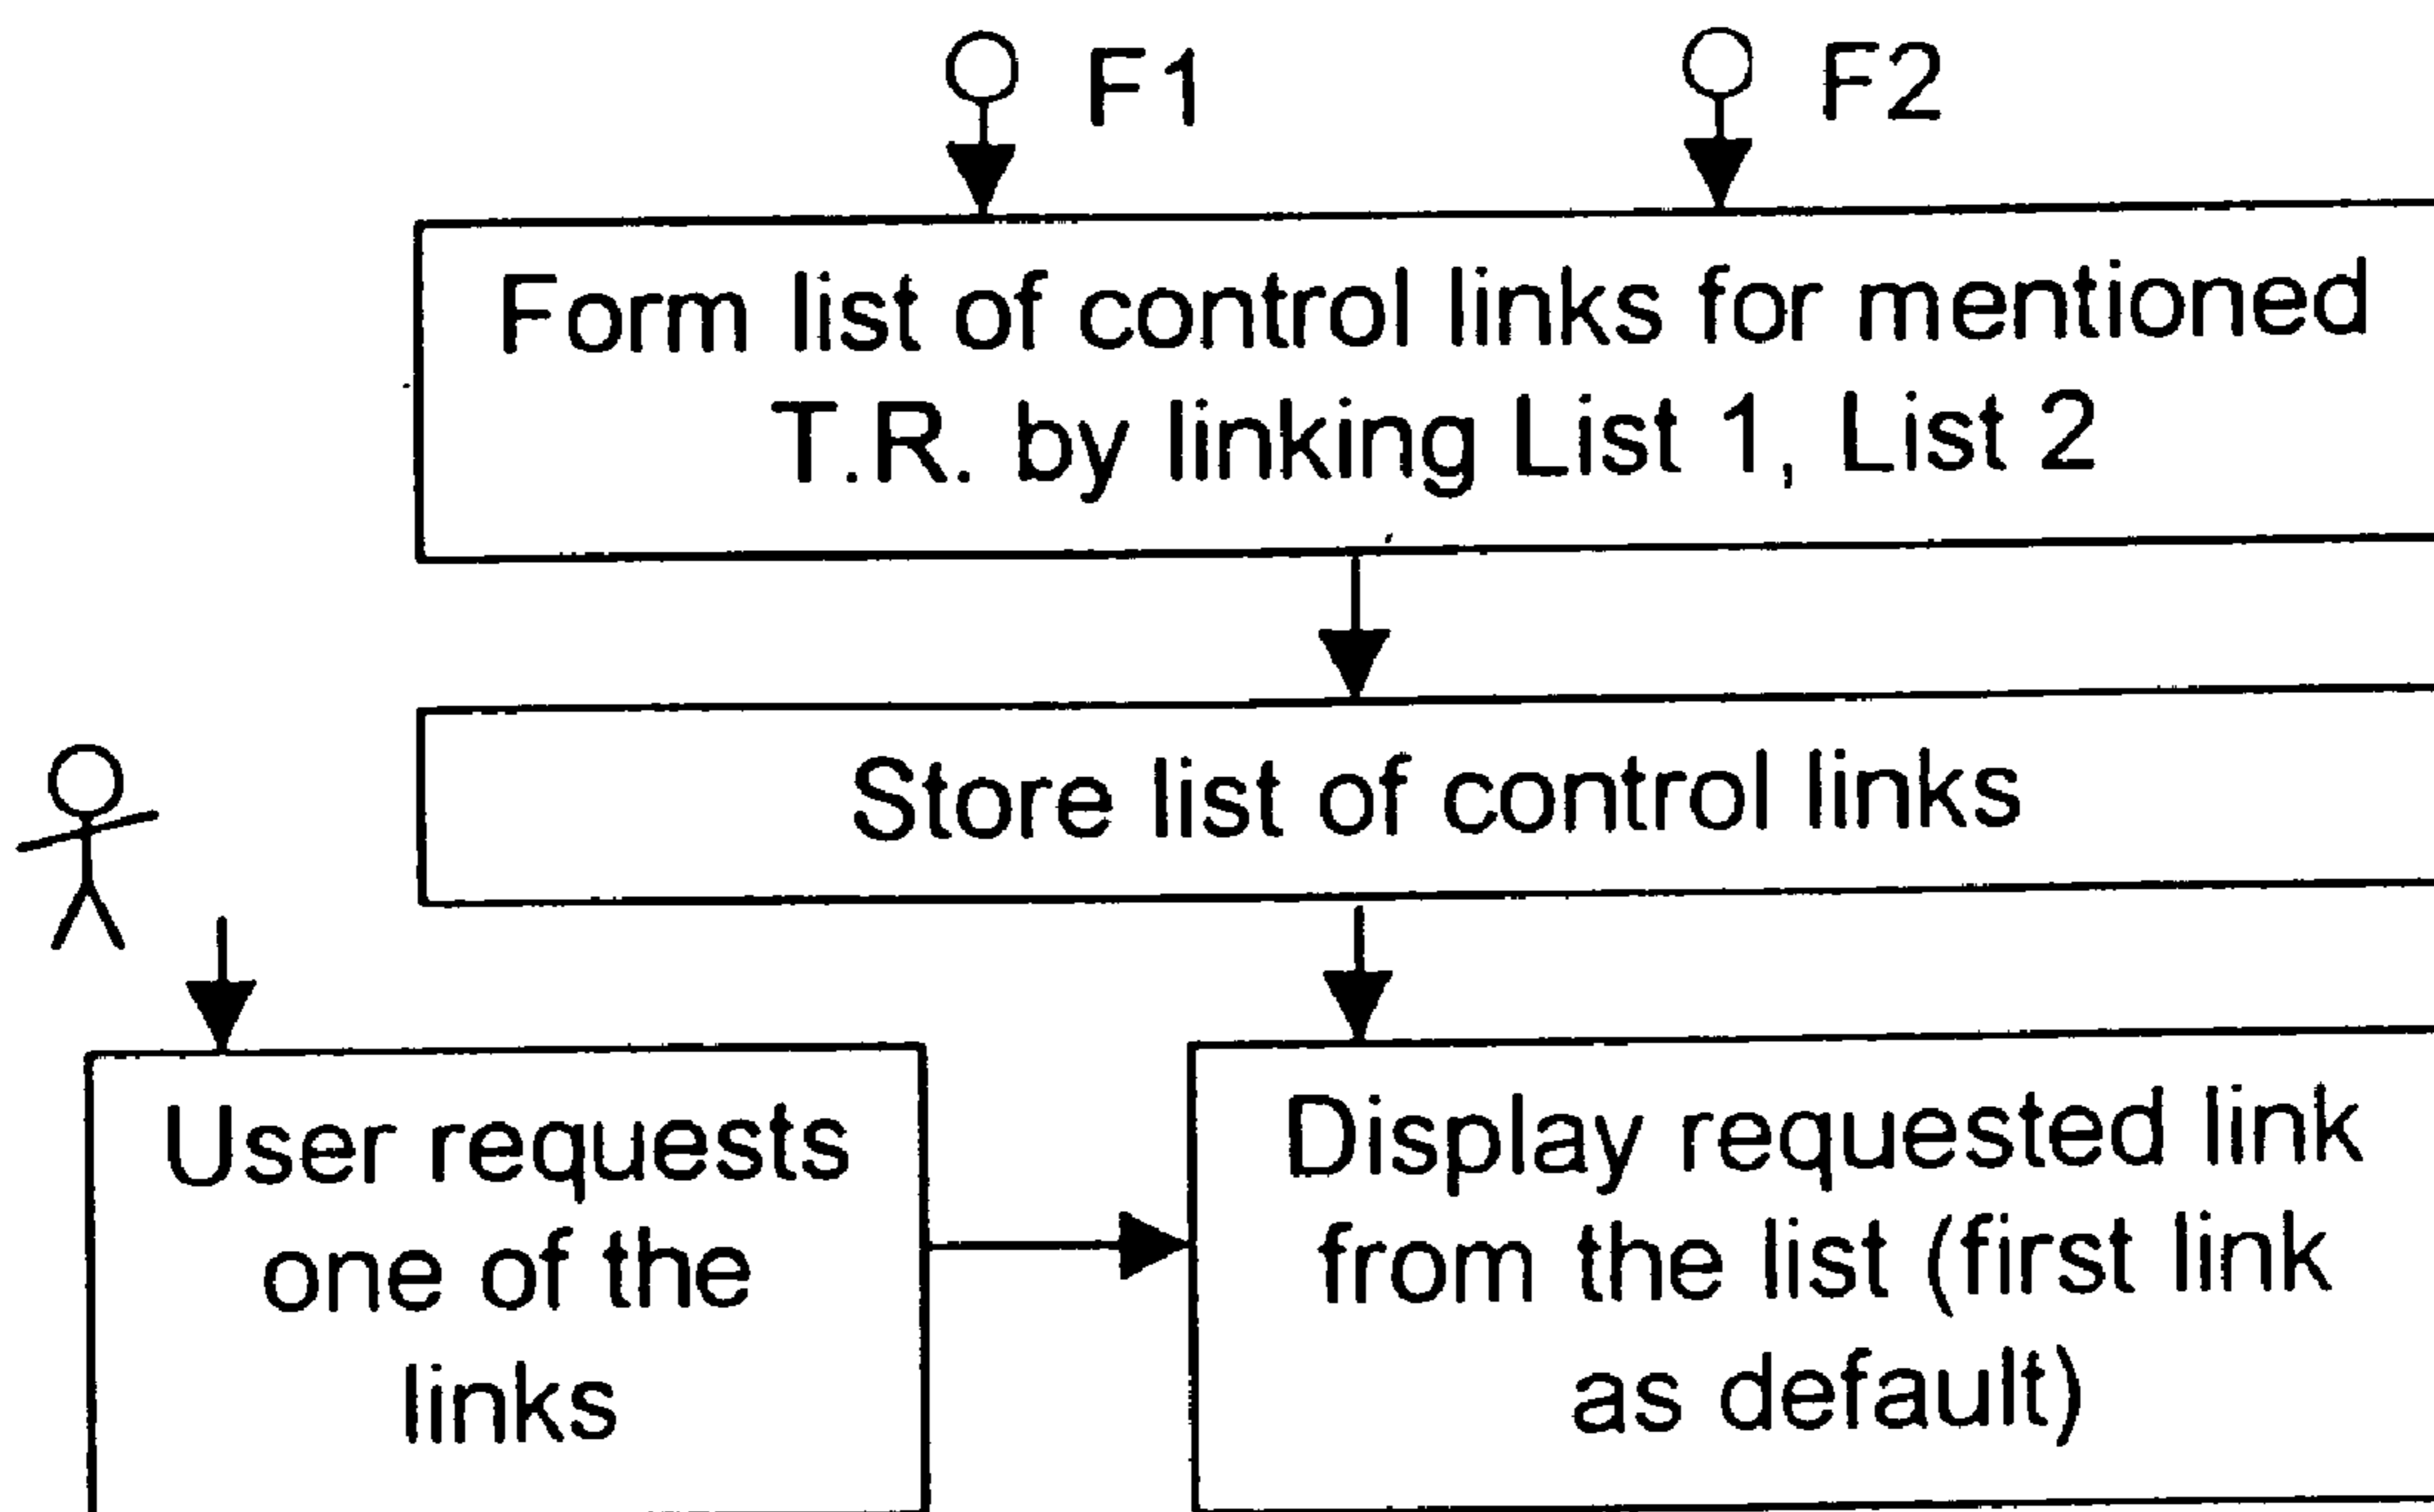 F1 F2
Form list of control links for mentioned
T.R. by linking List 1, List 2
Store list of control links
User requests
one of the
links
Display requested link
from the list (first link
as default)